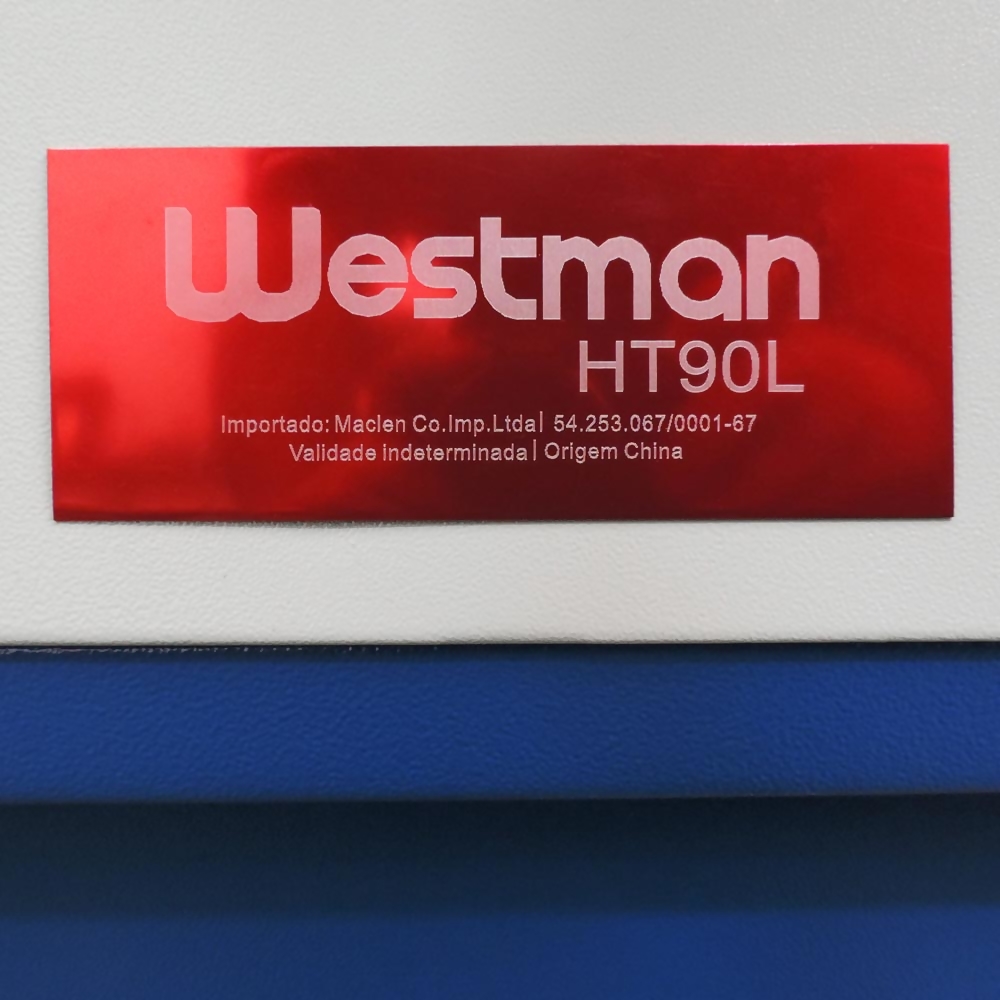 Westman
HT90L
Importado: Maclen Co.Imp.Ltda| 54.253.067/0001-67
Validade indeterminada| Origem China